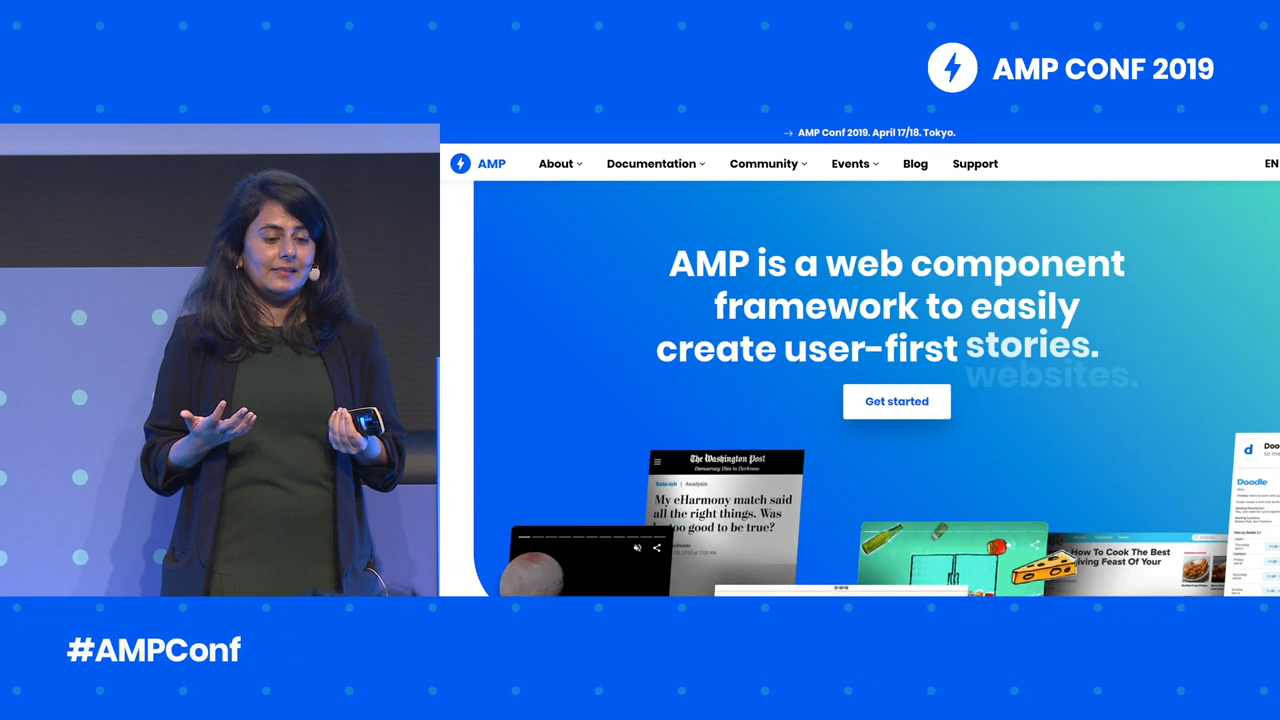 AMP CONF 2019
→ AMP Conf 2019. April 17/18. Tokyo.
AMP
About
Documentation
Community
Events
Blog
Support
EN
AMP is a web component
framework to easily
create user-first stories.
websites.
Get started
The Washington Post
Democracy Dies in Darkness
Solo-ish | Analysis
My eHarmony match said
all the right things. Was
too good to be true?
d
Doodle
How To Cook The Best
Feast Of Your
#AMPConf